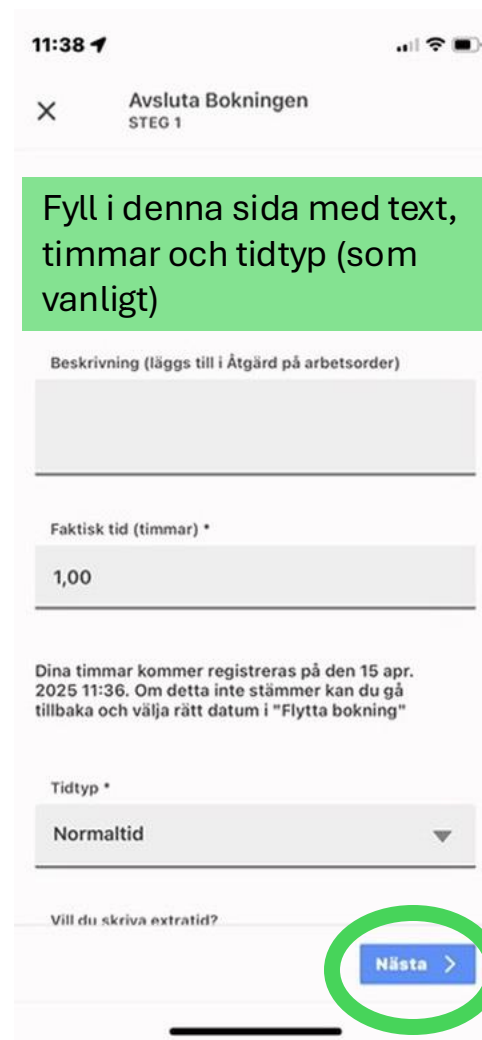 11:38
Avsluta Bokningen
STEG 1
Fyll i denna sida med text,
timmar och tidtyp (som
vanligt)
Beskrivning (läggs till i Åtgärd på arbetsorder)
Faktisk tid (timmar) *
1,00
Dina timmar kommer registreras på den 15 apr.
2025 11:36. Om detta inte stämmer kan du gå
tillbaka och välja rätt datum i "Flytta bokning"
Tidtyp *
Normaltid
Vill du skriva extratid?
Nästa